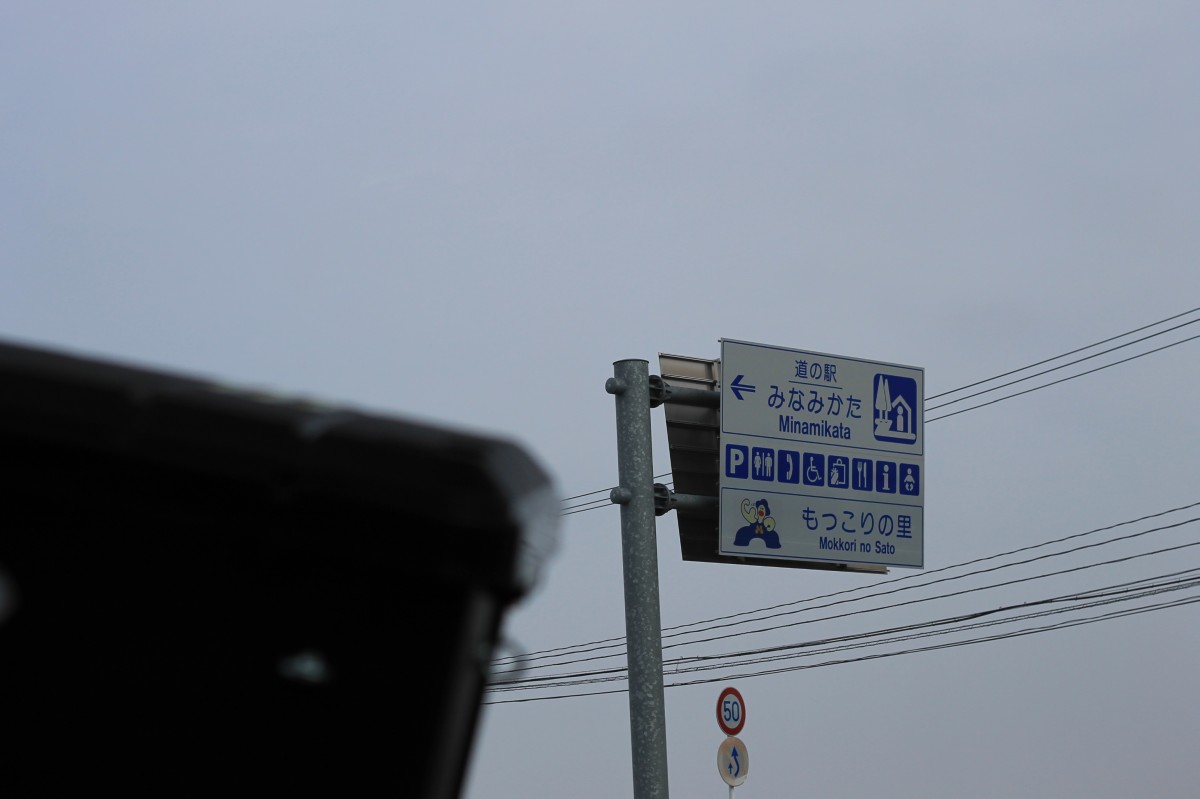 道の駅
みなみかた
Minamikata
P
もっこりの里
Mokkori no Sato
50